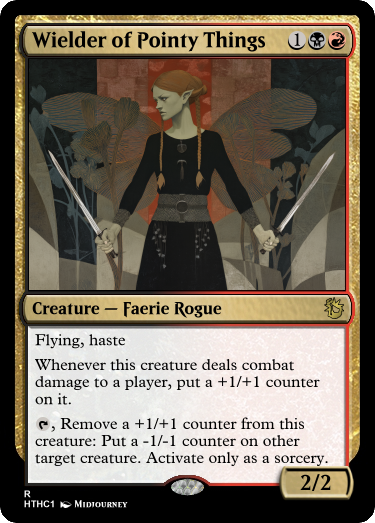 Wielder of Pointy Things 1
Creature — Faerie Rogue
Flying, haste
Whenever this creature deals combat
damage to a player, put a +1/+1 counter
on it.
, Remove a +1/+1 counter from this
creature: Put a -1/-1 counter on other
target creature. Activate only as a sorcery.
2/2
R
HTHC1 Midjourney